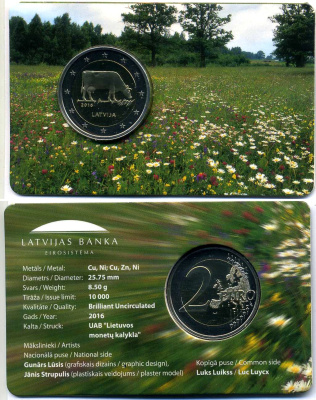 2016
LATVIJA
LATVIJAS BANKA
EIROSISTĒMA
Metāls / Metal: Cu, Ni; Cu, Zn, Ni
Diametrs / Diameter: 25.75 mm
Svars / Weight: 8.50 g
Tirāža / Issue limit: 10 000
Kvalitāte / Quality: Brilliant Uncirculated
Gads / Year: 2016
Kalta / Struck: UAB "Lietuvos
monetų kalykla"
Mākslinieki / Artists
Nacionālā puse / National side
Gunārs Lūsis (grafiskais dizains / graphic design),
Jānis Strupulis (plastiskais veidojums / plaster model)
Kopīgā puse / Common side
Luks Luikss / Luc Luycx
2 EURO